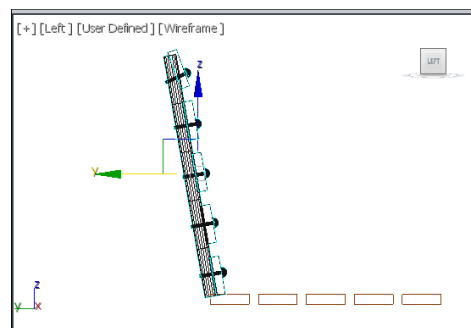 [+] [Left] [User Defined] [Wireframe]
LEFT
z
y
z
y x